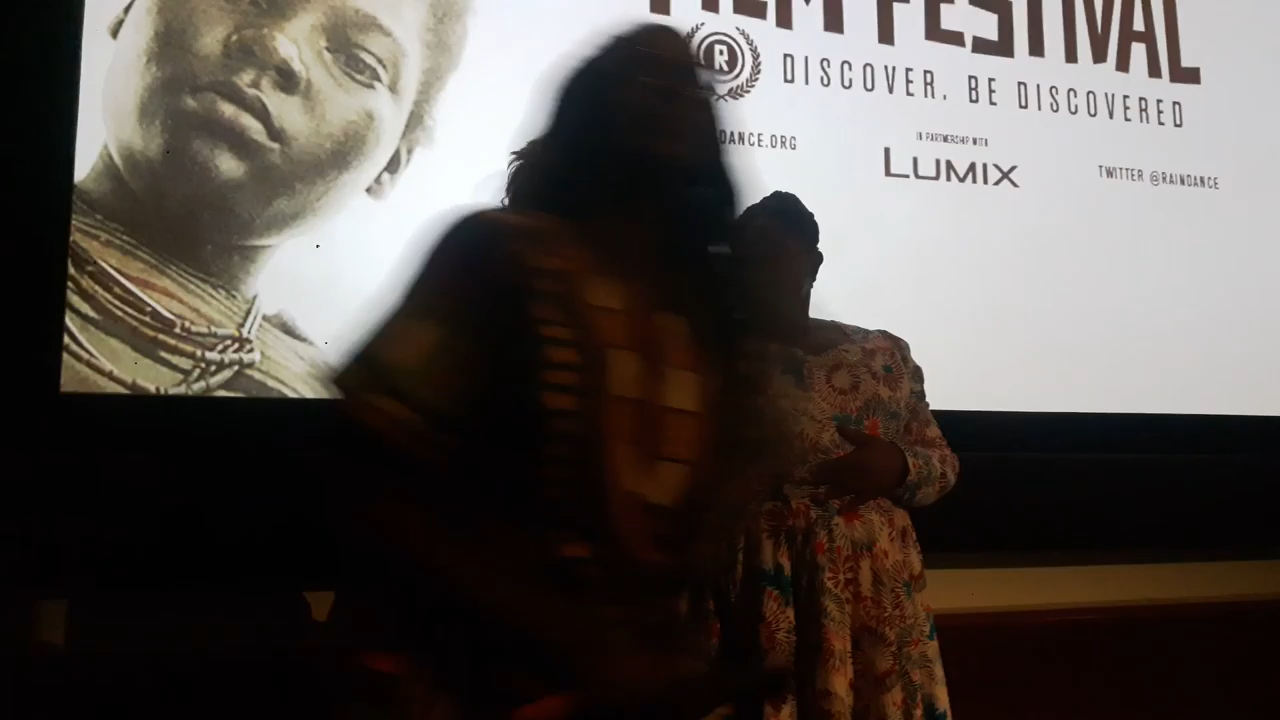 FILM FESTIVAL
R
DISCOVER. BE DISCOVERED
DANCE.ORG
IN PARTNERSHIP WITH
LUMIX
TWITTER @RAINDANCE